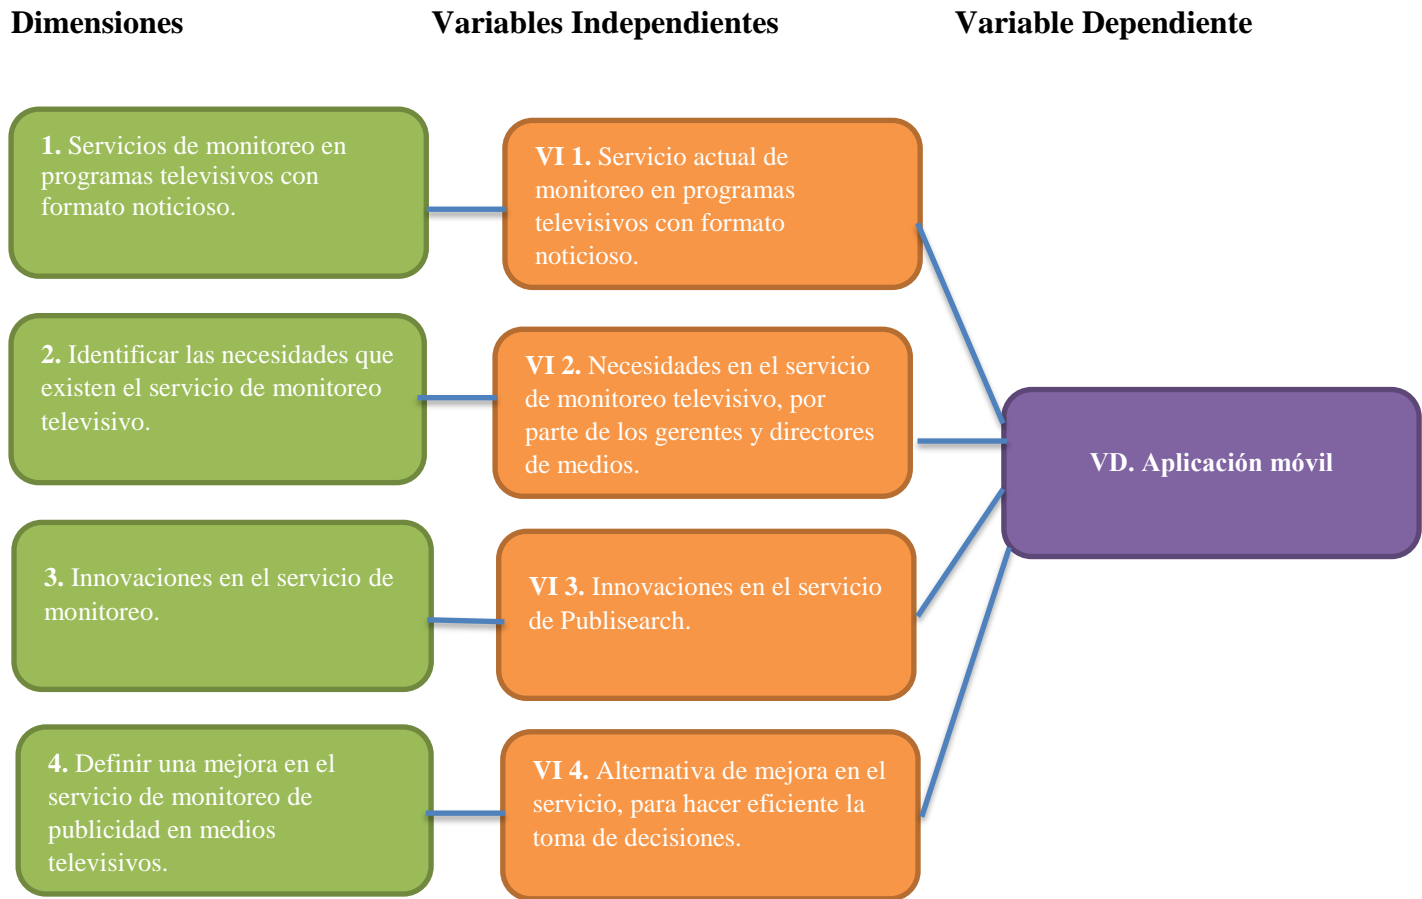 Dimensiones Variables Independientes Variable Dependiente
1. Servicios de monitoreo en
programas televisivos con
formato noticioso.
VI 1. Servicio actual de
monitoreo en programas
televisivos con formato
noticioso.
2. Identificar las necesidades que
existen el servicio de monitoreo
televisivo.
VI 2. Necesidades en el servicio
de monitoreo televisivo, por
parte de los gerentes y directores
de medios.
VD. Aplicación móvil
3. Innovaciones en el servicio de
monitoreo.
VI 3. Innovaciones en el servicio
de Publisearch.
4. Definir una mejora en el
servicio de monitoreo de
publicidad en medios
televisivos.
VI 4. Alternativa de mejora en el
servicio, para hacer eficiente la
toma de decisiones.